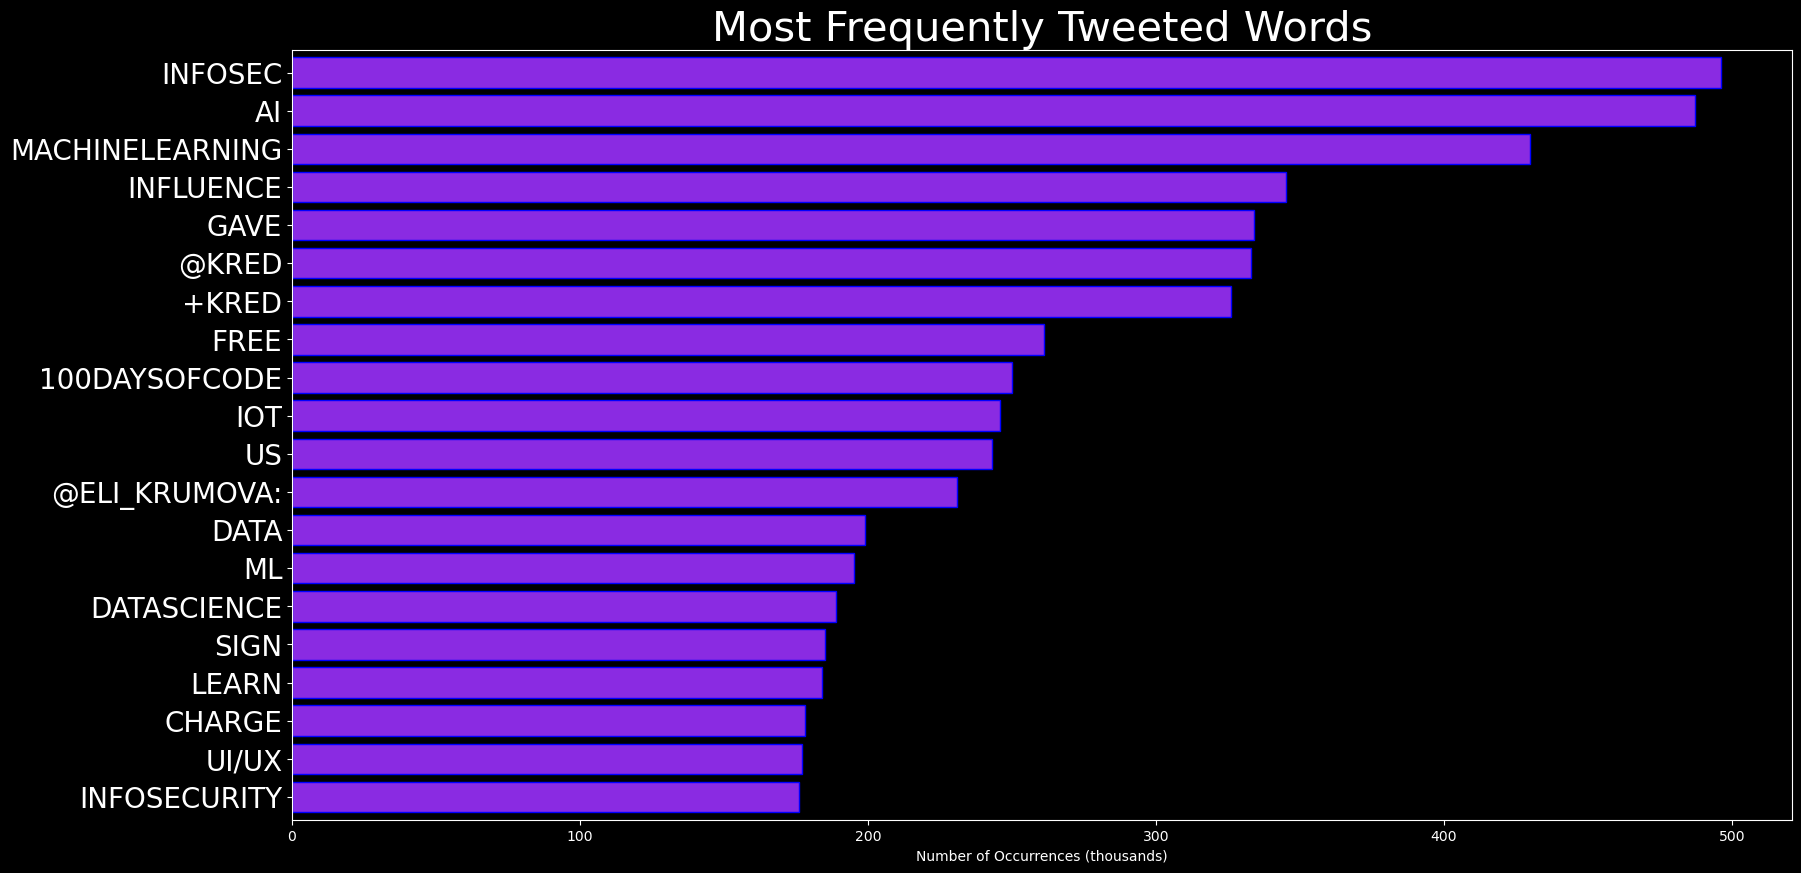 Most Frequently Tweeted Words
INFOSEC
AI
MACHINELEARNING
INFLUENCE
GAVE
@KRED
+KRED
FREE
100DAYSOFCODE
IOT
US
@ELI_KRUMOVA:
DATA
ML
DATASCIENCE
SIGN
LEARN
CHARGE
UI/UX
INFOSECURITY
0 100 200 300 400 500
Number of Occurrences (thousands)